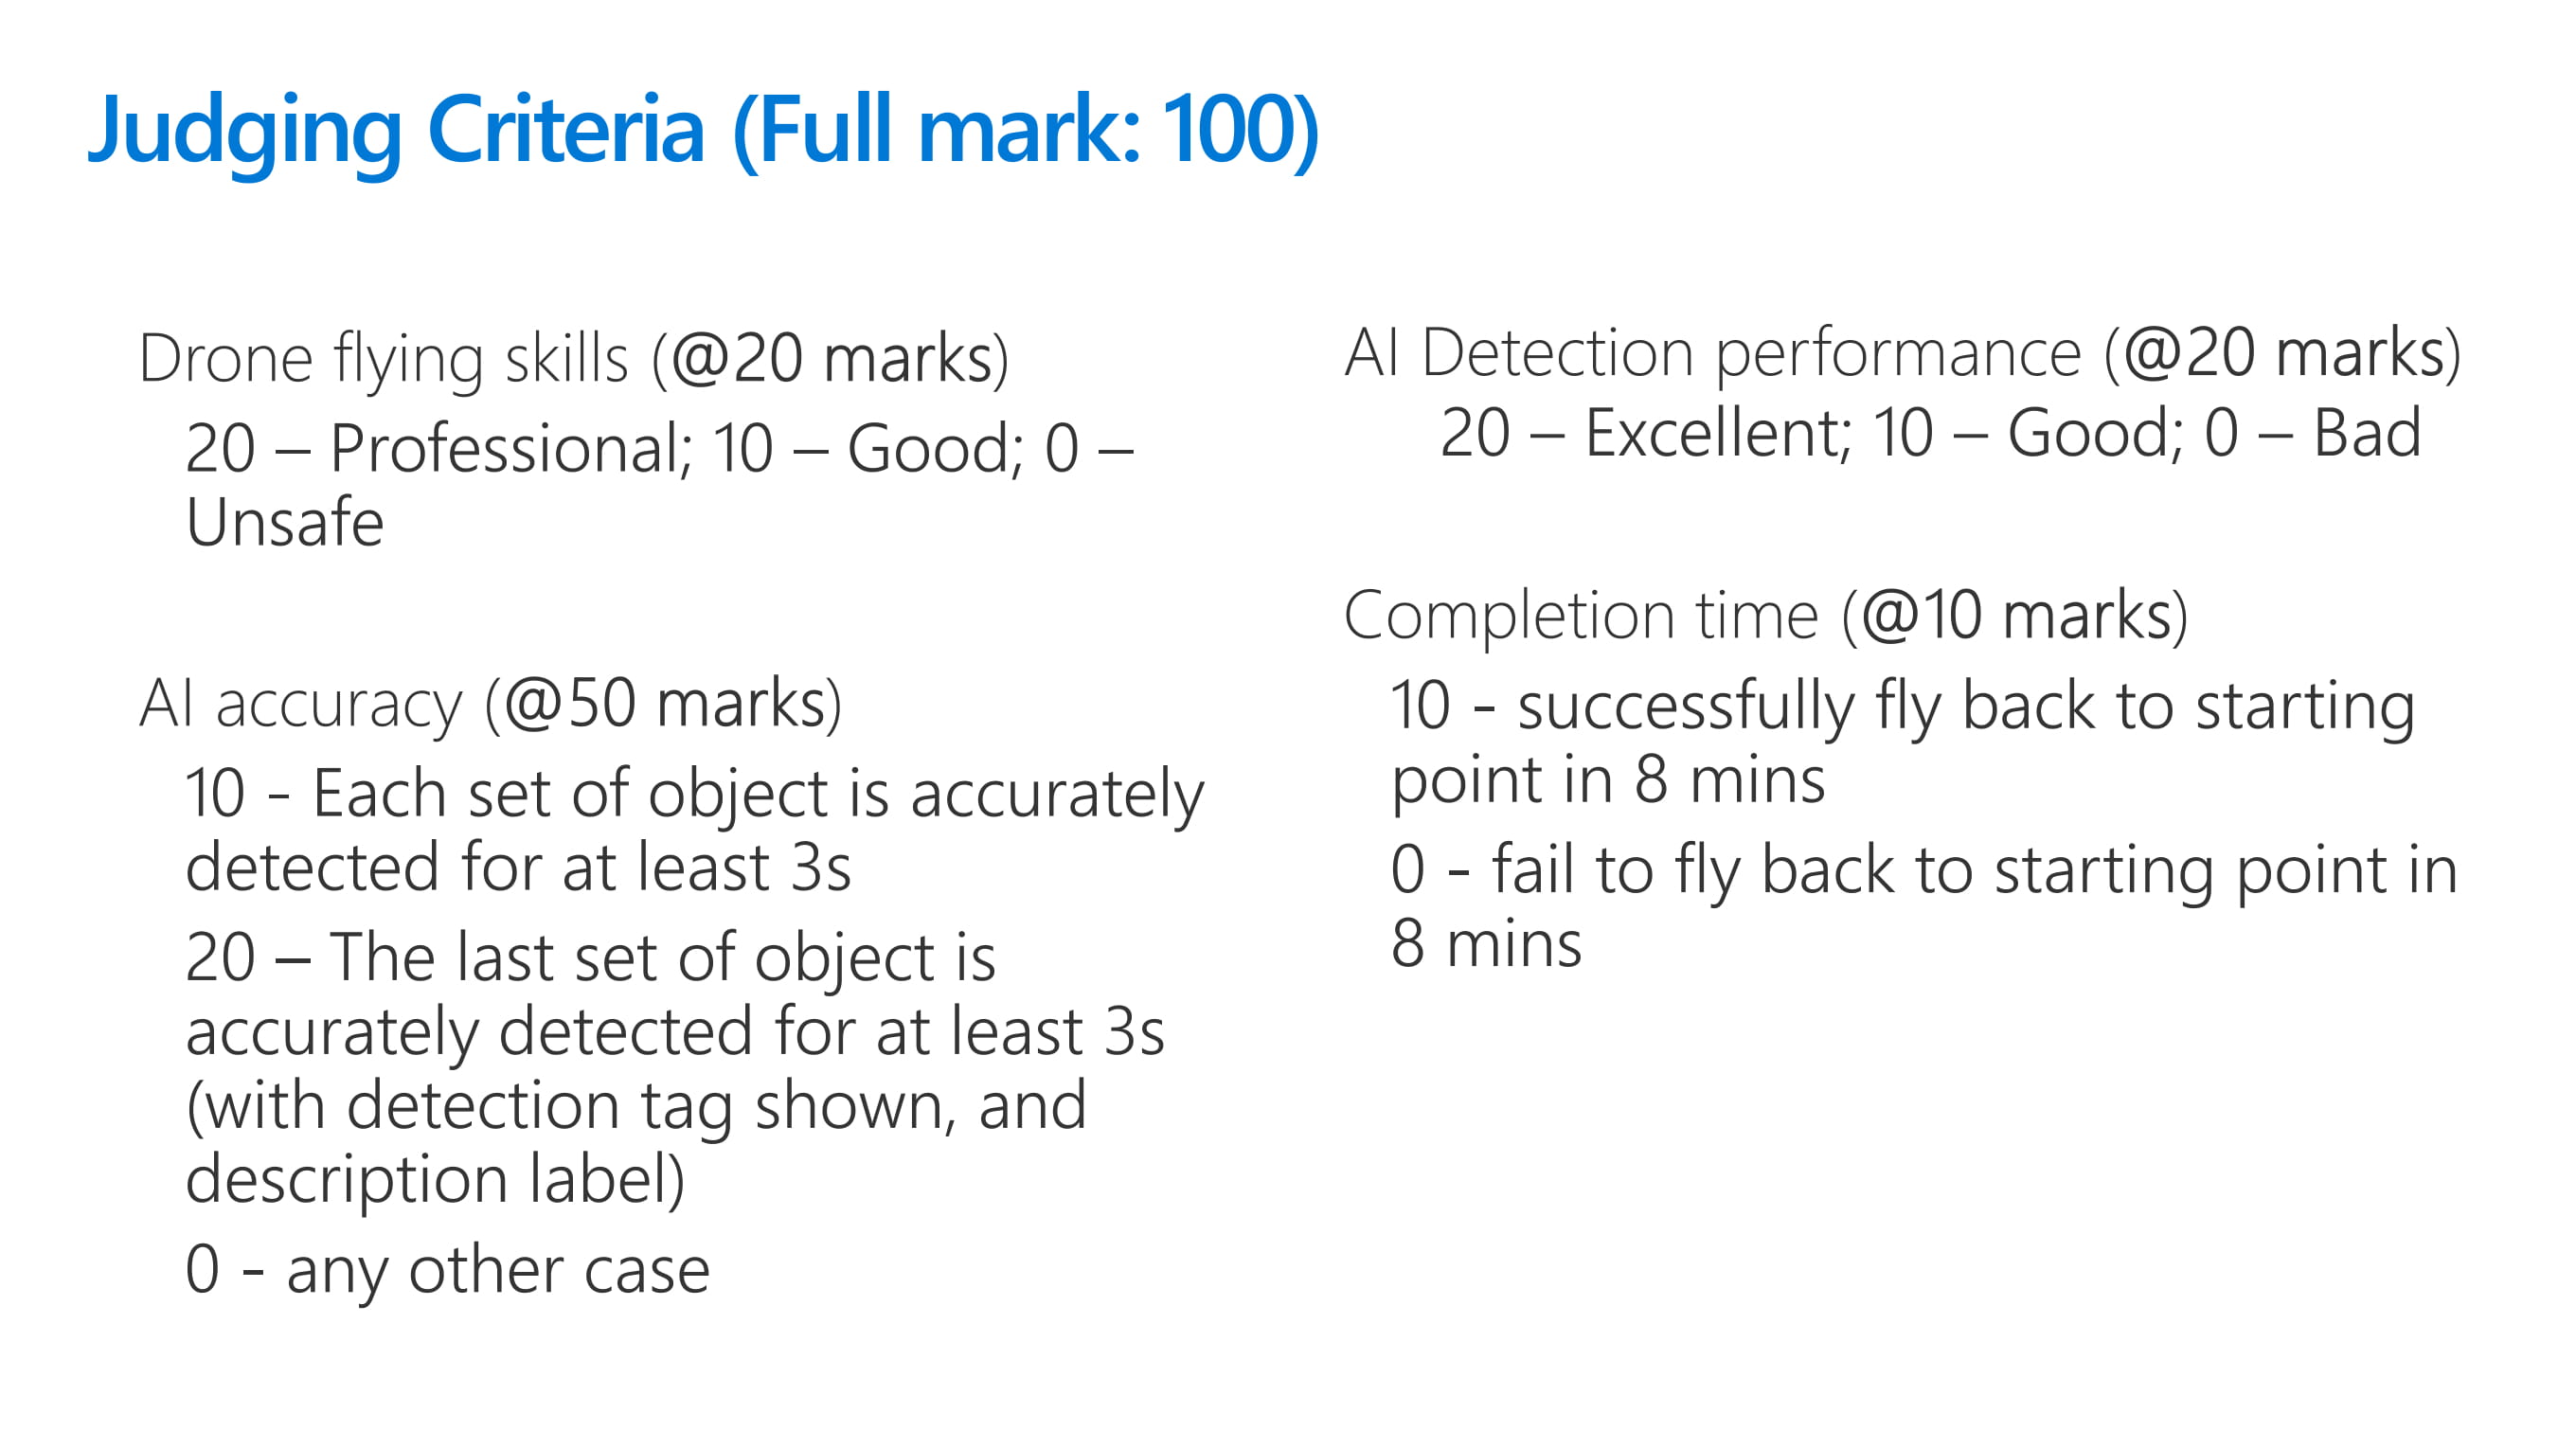 Judging Criteria (Full mark: 100)
Drone flying skills (@20 marks)
20 – Professional; 10 – Good; 0 –
Unsafe
AI accuracy (@50 marks)
10 - Each set of object is accurately
detected for at least 3s
20 – The last set of object is
accurately detected for at least 3s
(with detection tag shown, and
description label)
0 - any other case
AI Detection performance (@20 marks)
20 – Excellent; 10 – Good; 0 – Bad
Completion time (@10 marks)
10 - successfully fly back to starting
point in 8 mins
0 - fail to fly back to starting point in
8 mins